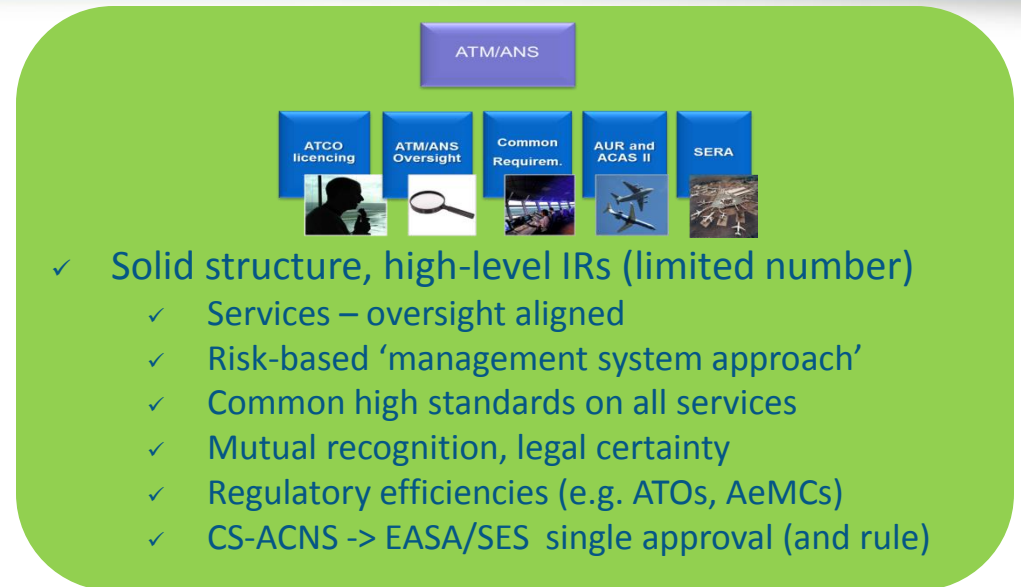 ATM/ANS
ATCO
licencing
ATM/ANS
Oversight
Common
Requirem.
AUR and
ACAS II
SERA
✓ Solid structure, high-level IRs (limited number)
✓ Services – oversight aligned
✓ Risk-based ‘management system approach’
✓ Common high standards on all services
✓ Mutual recognition, legal certainty
✓ Regulatory efficiencies (e.g. ATOs, AeMCs)
✓ CS-ACNS -> EASA/SES  single approval (and rule)